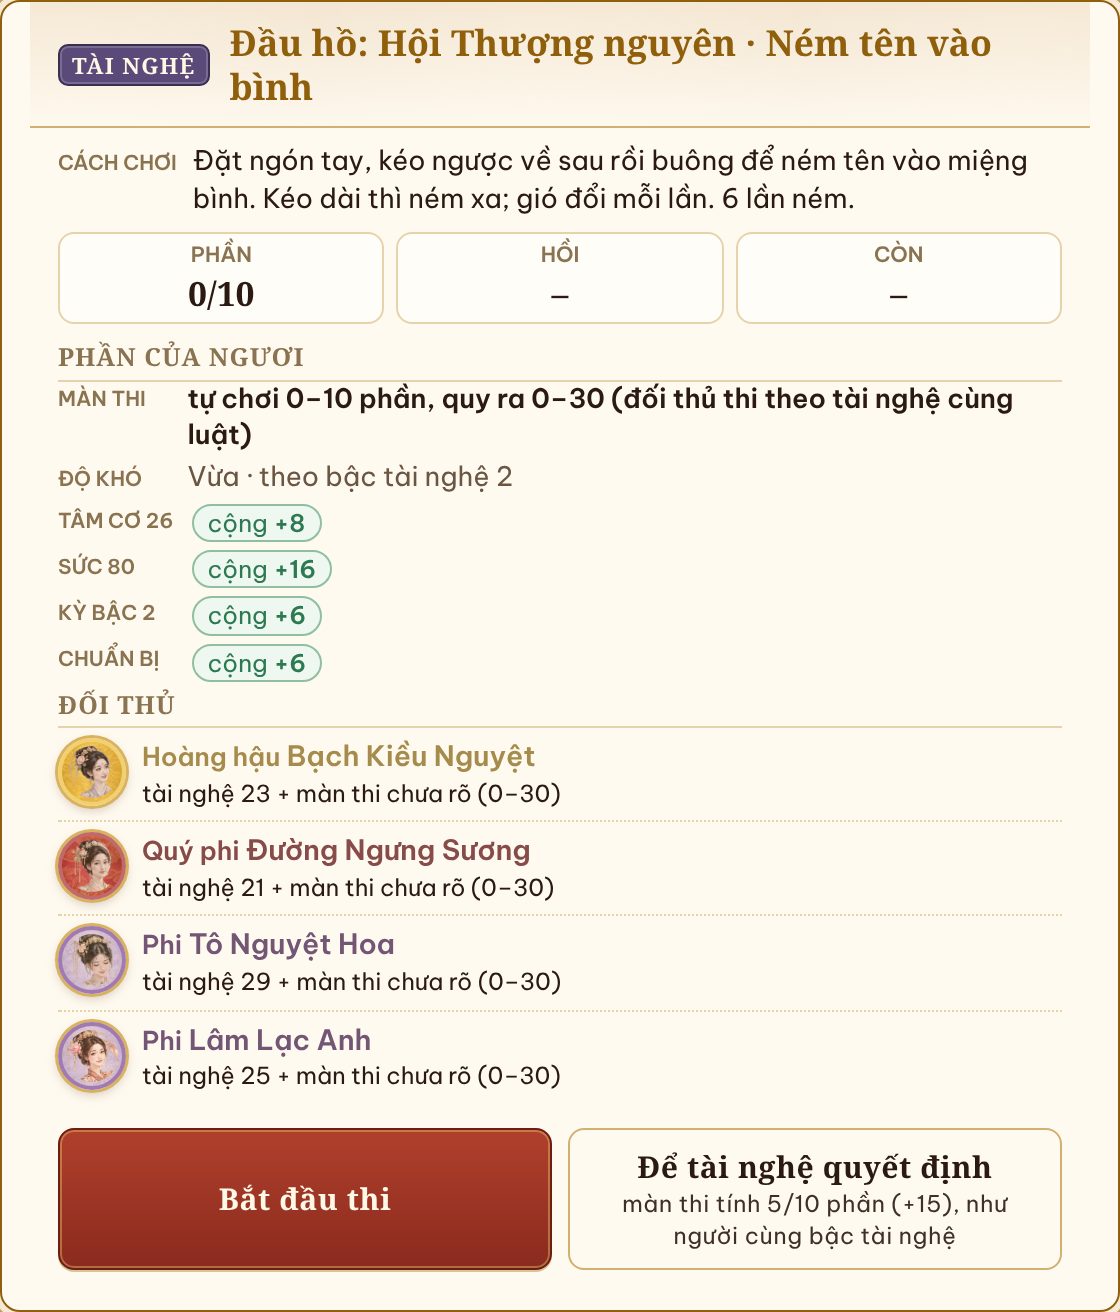 TÀI NGHỆ
Đầu hồ: Hội Thượng nguyên · Ném tên vào
bình
CÁCH CHƠI
Đặt ngón tay, kéo ngược về sau rồi buông để ném tên vào miệng
bình. Kéo dài thì ném xa; gió đổi mỗi lần. 6 lần ném.
PHẦN
0/10
HỒI
–
CÒN
–
PHẦN CỦA NGƯƠI
MÀN THI
tự chơi 0–10 phần, quy ra 0–30 (đối thủ thi theo tài nghệ cùng
luật)
ĐỘ KHÓ
Vừa · theo bậc tài nghệ 2
TÂM CƠ 26
cộng +8
SỨC 80
cộng +16
KỲ BẬC 2
cộng +6
CHUẨN BỊ
cộng +6
ĐỐI THỦ
Hoàng hậu Bạch Kiều Nguyệt
tài nghệ 23 + màn thi chưa rõ (0–30)
Quý phi Đường Ngưng Sương
tài nghệ 21 + màn thi chưa rõ (0–30)
Phi Tô Nguyệt Hoa
tài nghệ 29 + màn thi chưa rõ (0–30)
Phi Lâm Lạc Anh
tài nghệ 25 + màn thi chưa rõ (0–30)
Bắt đầu thi
Để tài nghệ quyết định
màn thi tính 5/10 phần (+15), như
người cùng bậc tài nghệ